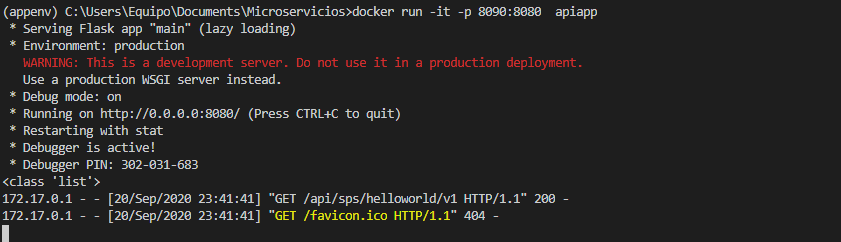 (appenv) C:\Users\Equipo\Documents\Microservicios>docker run -it -p 8090:8080  apiapp
 * Serving Flask app "main" (lazy loading)
 * Environment: production
   WARNING: This is a development server. Do not use it in a production deployment.
   Use a production WSGI server instead.
 * Debug mode: on
 * Running on http://0.0.0.0:8080/ (Press CTRL+C to quit)
 * Restarting with stat
 * Debugger is active!
 * Debugger PIN: 302-031-683
<class 'list'>
172.17.0.1 - - [20/Sep/2020 23:41:41] "GET /api/sps/helloworld/v1 HTTP/1.1" 200 -
172.17.0.1 - - [20/Sep/2020 23:41:41] "GET /favicon.ico HTTP/1.1" 404 -